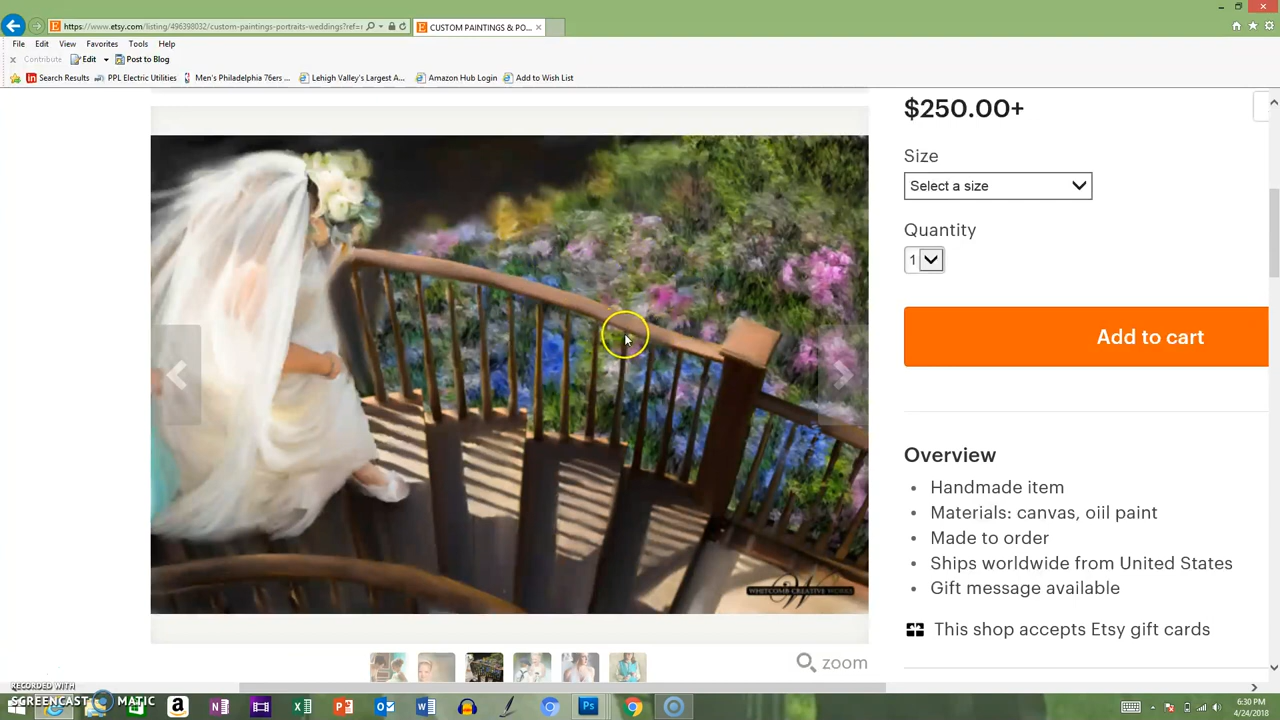 https://www.etsy.com/listing/496398032/custom-paintings-portraits-weddings?ref=
CUSTOM PAINTINGS & PO...
File Edit View Favorites Tools Help
x Contribute Edit Post to Blog
Search Results PPL Electric Utilities Men's Philadelphia 76ers ... Lehigh Valley's Largest A... Amazon Hub Login Add to Wish List
$250.00+
Size
Select a size
Quantity
1
Add to cart
Overview
• Handmade item
• Materials: canvas, oiil paint
• Made to order
• Ships worldwide from United States
• Gift message available
This shop accepts Etsy gift cards
W
WHITCOMB CREATIVE WORKS
zoom
RECORDED WITH
SCREENCAST MATIC
6:30 PM
4/24/2018